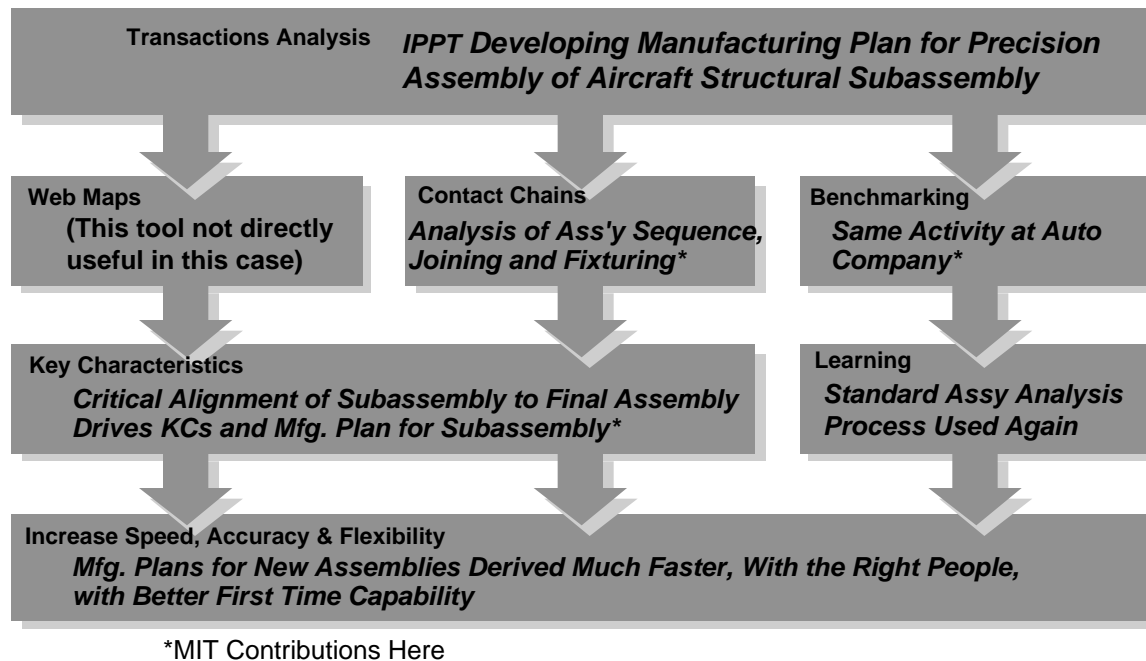 Transactions Analysis IPPT Developing Manufacturing Plan for Precision
Assembly of Aircraft Structural Subassembly
Web Maps
(This tool not directly
useful in this case)
Contact Chains
Analysis of Ass'y Sequence,
Joining and Fixturing*
Benchmarking
Same Activity at Auto
Company*
Key Characteristics
Critical Alignment of Subassembly to Final Assembly
Drives KCs and Mfg. Plan for Subassembly*
Learning
Standard Assy Analysis
Process Used Again
Increase Speed, Accuracy & Flexibility
Mfg. Plans for New Assemblies Derived Much Faster, With the Right People,
with Better First Time Capability
*MIT Contributions Here